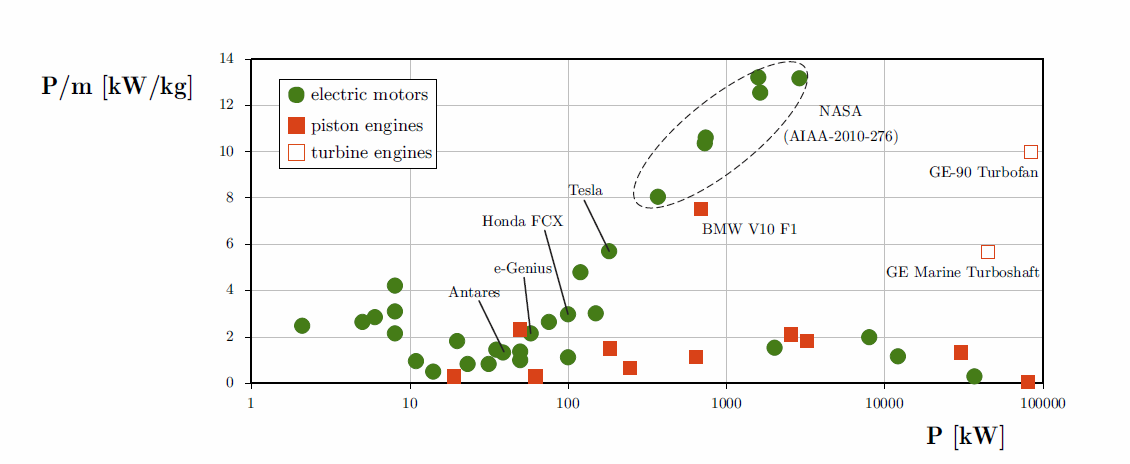 P/m [kW/kg]
14
12
10
8
6
4
2
0
electric motors
piston engines
turbine engines
NASA
(AIAA-2010-276)
GE-90 Turbofan
Tesla
Honda FCX
BMW V10 F1
e-Genius
GE Marine Turboshaft
Antares
1
10
100
1000
10000
100000
P [kW]